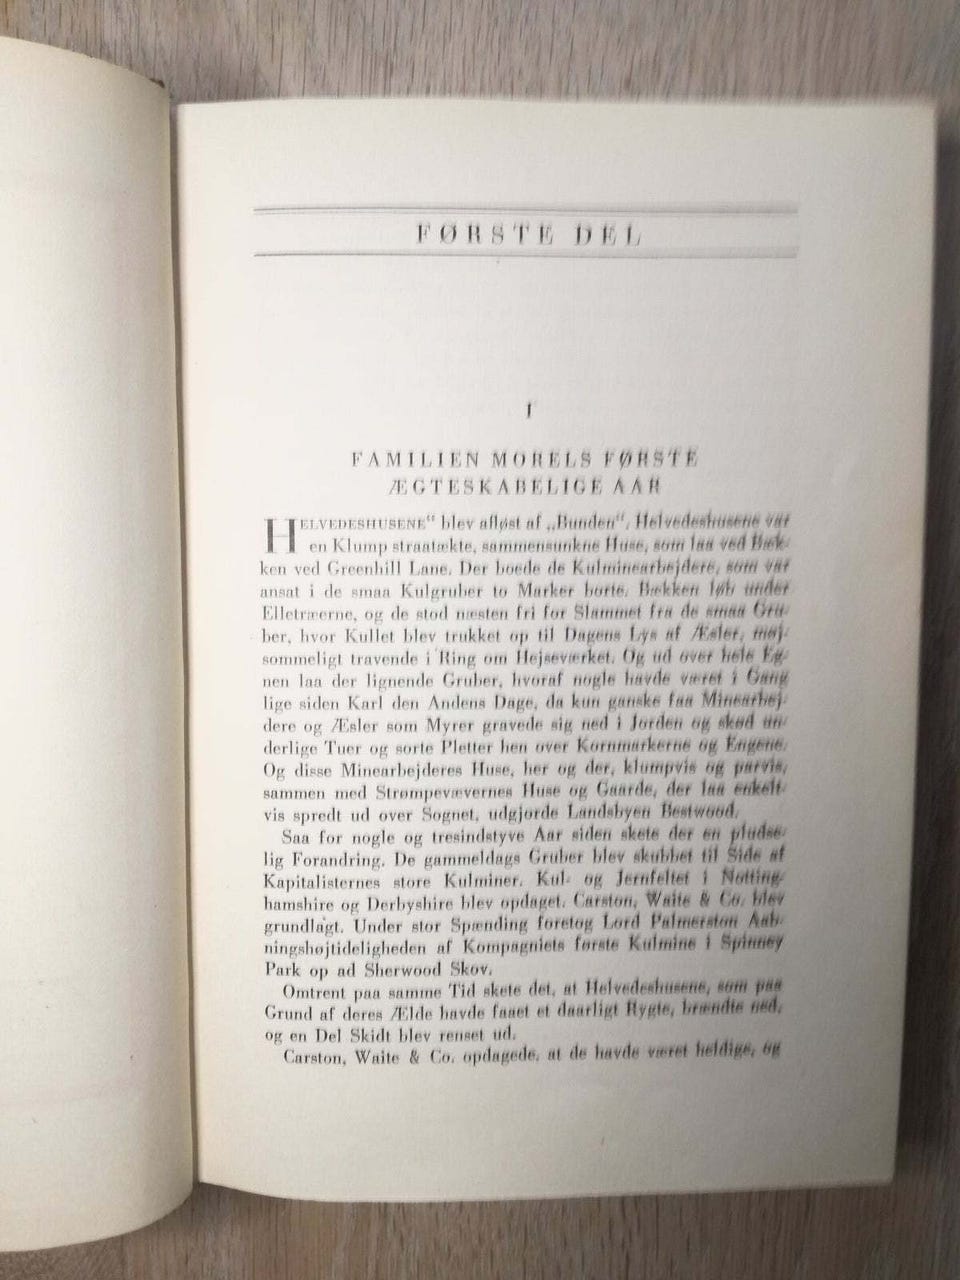 FØRSTE DEL
I
FAMILIEN MORELS FØRSTE
ÆGTESKABELIGE AAR
HELVEDESHUSENE“ blev afløst af „Bunden“. Helvedeshusene var
en Klump straatækte, sammensunkne Huse, som laa ved Bæk-
ken ved Greenhill Lane. Der boede de Kulminearbejdere, som var
ansat i de smaa Kulgruber to Marker borte. Bækken løb under
Elletræerne, og de stod næsten fri for Slammet fra de smaa Gru-
ber, hvor Kullet blev trukket op til Dagens Lys af Æsler, møj-
sommeligt travende i Ring om Hejseværket. Og ud over hele Eg-
nen laa der lignende Gruber, hvoraf nogle havde været i Gang
lige siden Karl den Andens Dage, da kun ganske faa Minearbej-
dere og Æsler som Myrer gravede sig ned i Jorden og skød un-
derlige Tuer og sorte Pletter hen over Kornmarkerne og Engene.
Og disse Minearbejderes Huse, her og der, klumpvis og parvis,
sammen med Strømpevævernes Huse og Gaarde, der laa enkelt-
vis spredt ud over Sognet, udgjorde Landsbyen Bestwood.
Saa for nogle og tresindstyve Aar siden skete der en pludse-
lig Forandring. De gammeldags Gruber blev skubbet til Side af
Kapitalisternes store Kulminer. Kul- og Jernfeltet i Notting-
hamshire og Derbyshire blev opdaget. Carston, Waite & Co. blev
grundlagt. Under stor Spænding foretog Lord Palmerston Aab-
ningshøjtideligheden af Kompagniets første Kulmine i Spinney
Park op ad Sherwood Skov.
Omtrent paa samme Tid skete det, at Helvedeshusene, som paa
Grund af deres Ælde havde faaet et daarligt Rygte, brændte ned,
og en Del Skidt blev renset ud.
Carston, Waite & Co. opdagede, at de havde været heldige, og